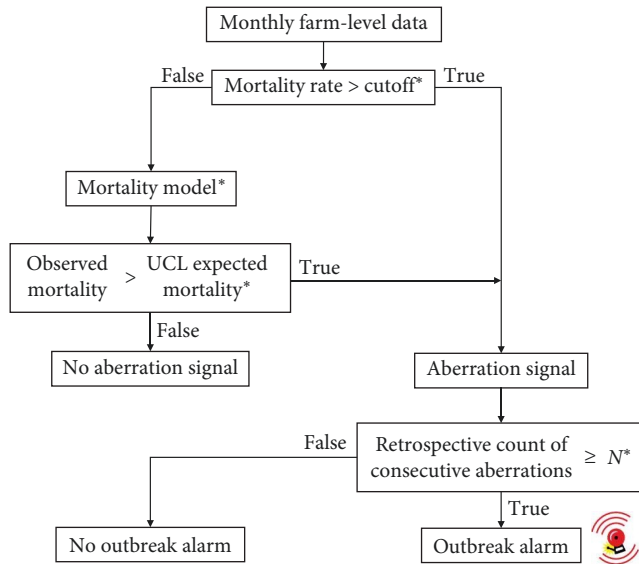 Monthly farm-level data
False
True
Mortality rate > cutoff*
Mortality model*
Observed mortality > UCL expected mortality*
True
False
No aberration signal
Aberration signal
False
Retrospective count of
consecutive aberrations ≥ N*
True
No outbreak alarm
Outbreak alarm